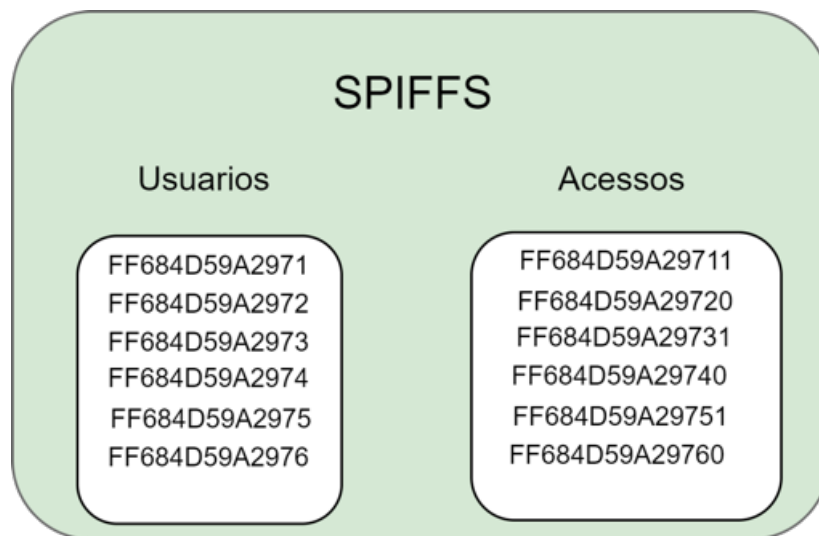 SPIFFS
Usuarios
FF684D59A2971
FF684D59A2972
FF684D59A2973
FF684D59A2974
FF684D59A2975
FF684D59A2976
Acessos
FF684D59A29711
FF684D59A29720
FF684D59A29731
FF684D59A29740
FF684D59A29751
FF684D59A29760